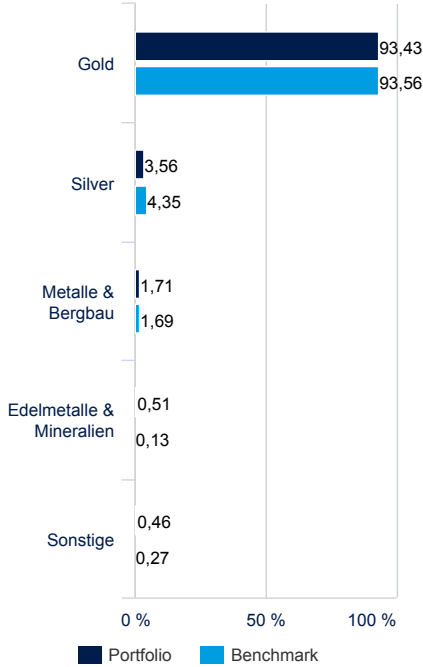 Gold
93,43
93,56
Silver
3,56
4,35
Metalle &
Bergbau
1,71
1,69
Edelmetalle &
Mineralien
0,51
0,13
Sonstige
0,46
0,27
0 %
50 %
100 %
Portfolio
Benchmark